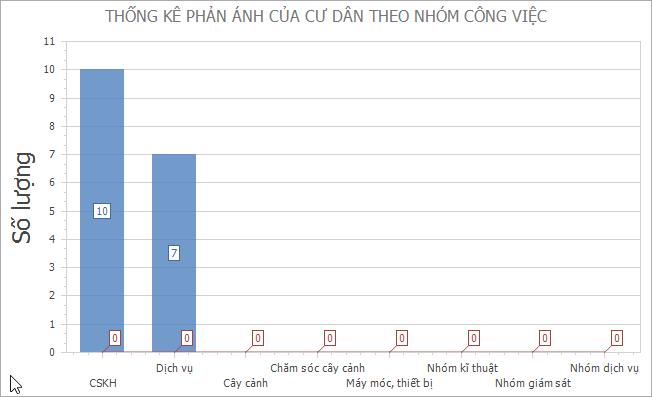 THỐNG KÊ PHẢN ÁNH CỦA CƯ DÂN THEO NHÓM CÔNG VIỆC
Số lượng
11
10
9
8
7
6
5
4
3
2
1
0
10
7
0 0 0 0 0 0 0 0
Dịch vụ Chăm sóc cây cảnh Nhóm kĩ thuật Nhóm dịch vụ
CSKH Cây cảnh Máy móc, thiết bị Nhóm giám sát